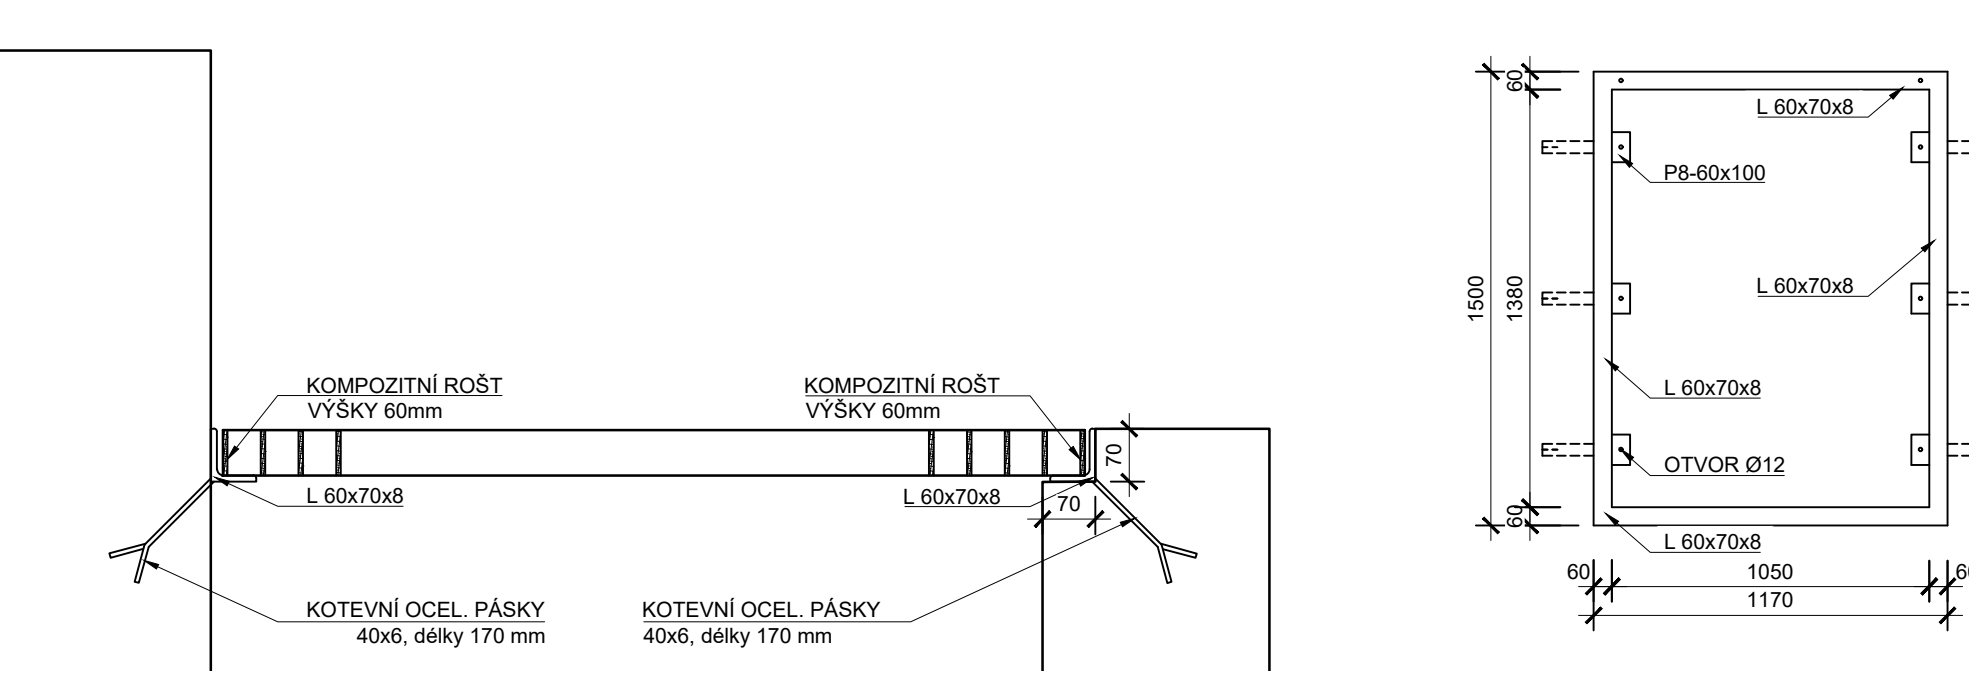 KOMPOZITNÍ ROŠT
VÝŠKY 60mm
KOMPOZITNÍ ROŠT
VÝŠKY 60mm
L 60x70x8
L 60x70x8
70
70
KOTEVNÍ OCEL. PÁSKY
40x6, délky 170 mm
KOTEVNÍ OCEL. PÁSKY
40x6, délky 170 mm
60
L 60x70x8
P8-60x100
L 60x70x8
1500
1380
L 60x70x8
OTVOR Ø12
60
L 60x70x8
60
1050
1170